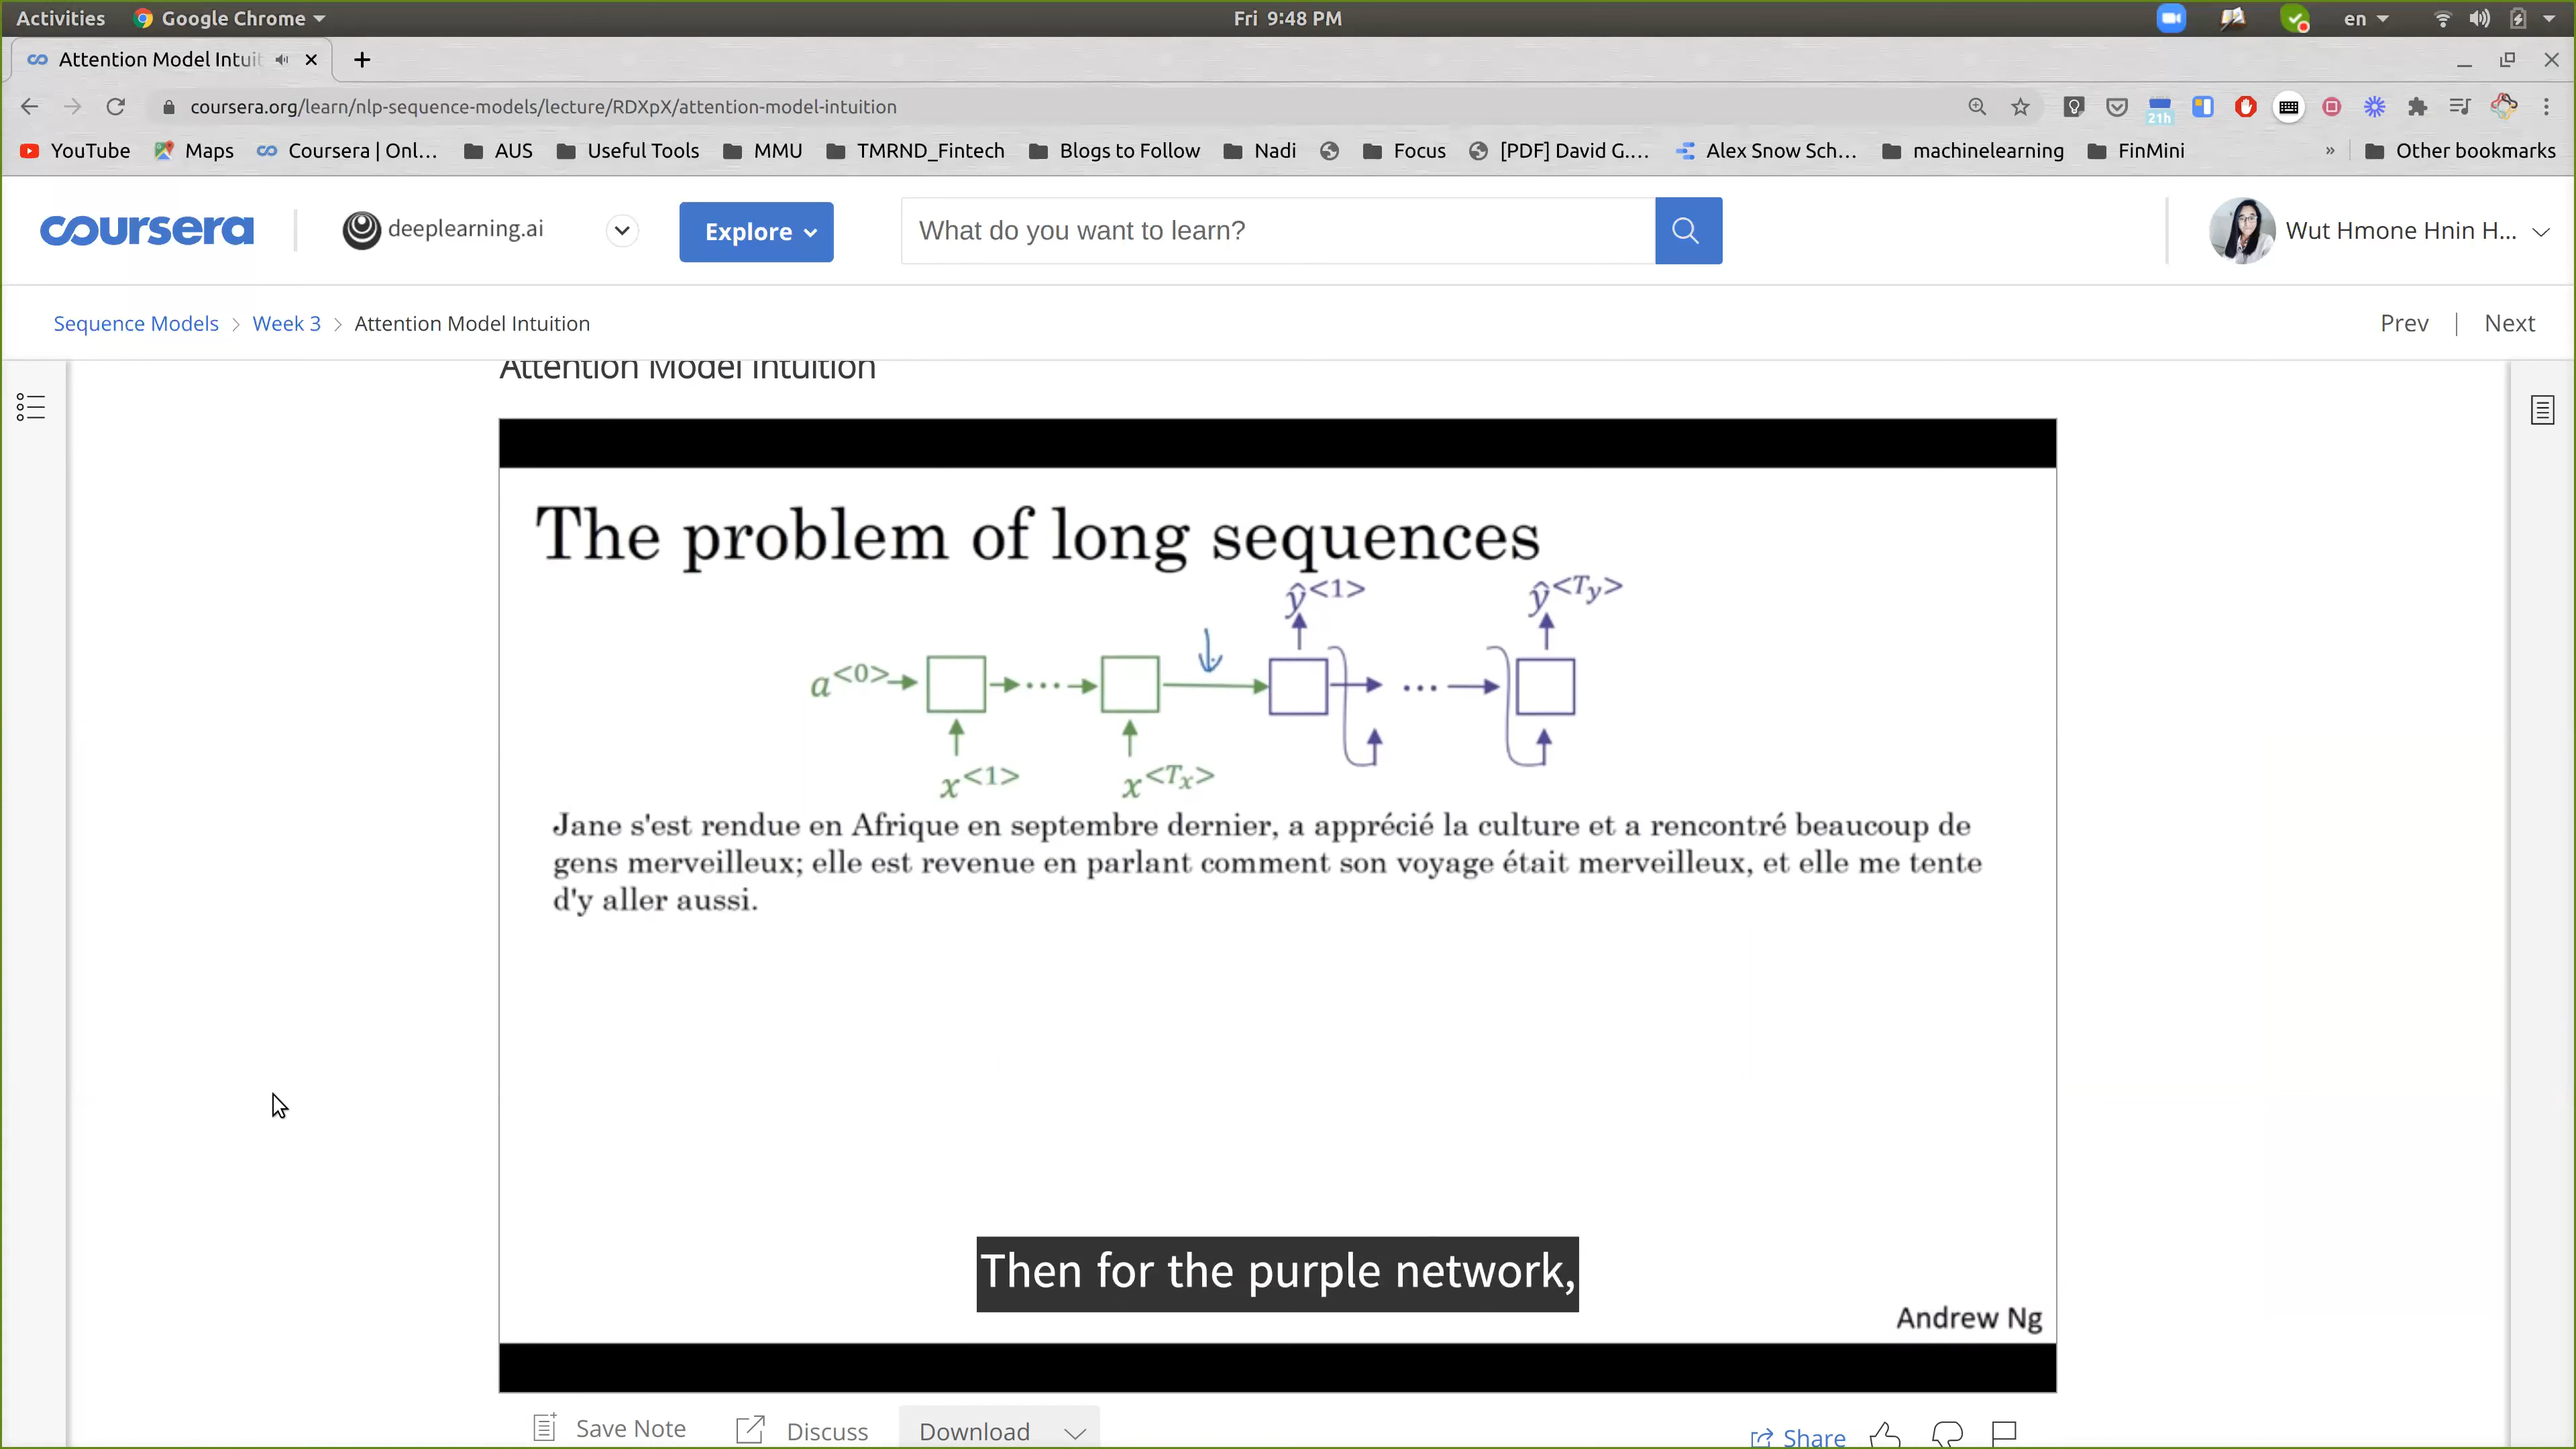 Activities Google Chrome Fri 9:48 PM en
Attention Model Intuit
coursera.org/learn/nlp-sequence-models/lecture/RDXpX/attention-model-intuition
21h
YouTube Maps Coursera | Onl... AUS Useful Tools MMU TMRND_Fintech Blogs to Follow Nadi Focus [PDF] David G.... Alex Snow Sch... machinelearning FinMini » Other bookmarks
coursera deeplearning.ai Explore What do you want to learn? Wut Hmone Hnin H...
Sequence Models > Week 3 > Attention Model Intuition Prev | Next
Attention Model Intuition
The problem of long sequences
ŷ<1> ŷ<Ty>
a<0> ... ...
x<1> x<Tx>
Jane s'est rendue en Afrique en septembre dernier, a apprécié la culture et a rencontré beaucoup de
gens merveilleux; elle est revenue en parlant comment son voyage était merveilleux, et elle me tente
d'y aller aussi.
Then for the purple network,
Andrew Ng
Save Note Discuss Download Share